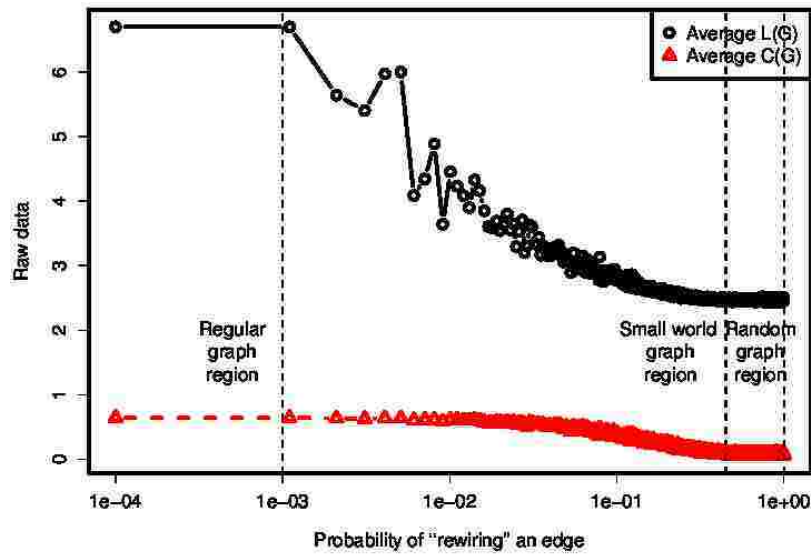 Average L(G)
Average C(G)
Raw data
6
5
4
3
2
1
0
Regular
graph
region
Small world
graph
region
Random
graph
region
1e−04
1e−03
1e−02
1e−01
1e+00
Probability of "rewiring" an edge